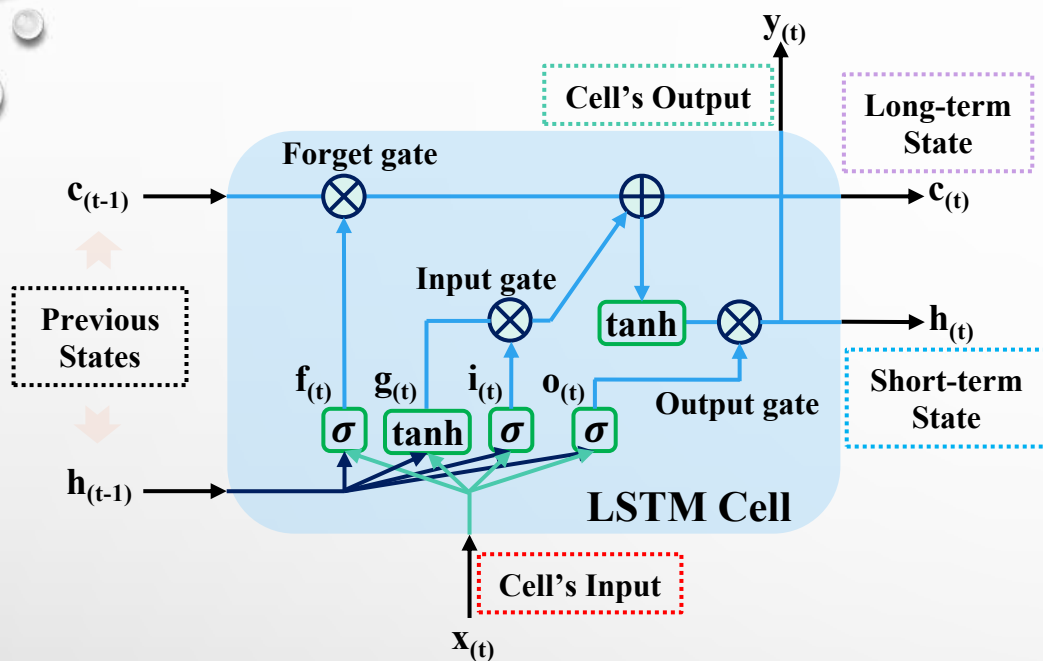 y(t)
Cell's Output
Long-term
State
Forget gate
c(t-1)
c(t)
Input gate
Previous
States
tanh
h(t)
f(t)
g(t)
i(t)
o(t)
Output gate
Short-term
State
σ
tanh
σ
σ
h(t-1)
LSTM Cell
Cell's Input
x(t)